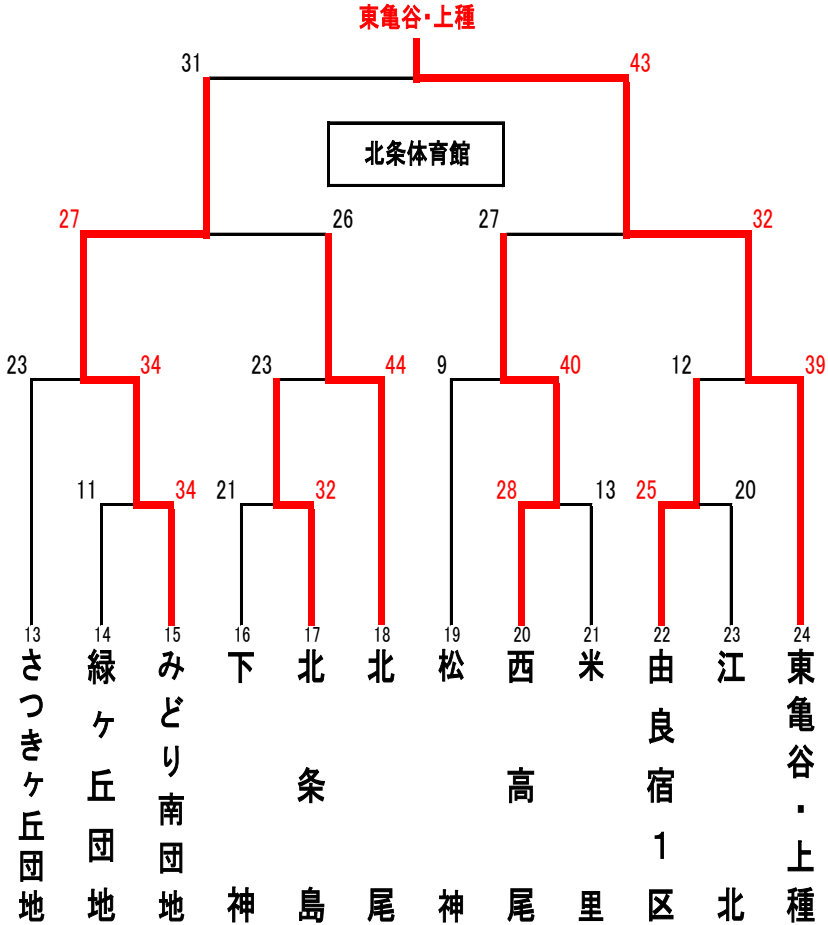 東亀谷・上種
31 43
北条体育館
27 26 27 32
23 34 23 44 9 40 12 39
11 34 21 32 28 13 25 20
13 14 15 16 17 18 19 20 21 22 23 24
さつきヶ丘団地
緑ヶ丘団地
みどり南団地
下神
北条島
北尾
松神
西高尾
米里
由良宿1区
江北
東亀谷・上種